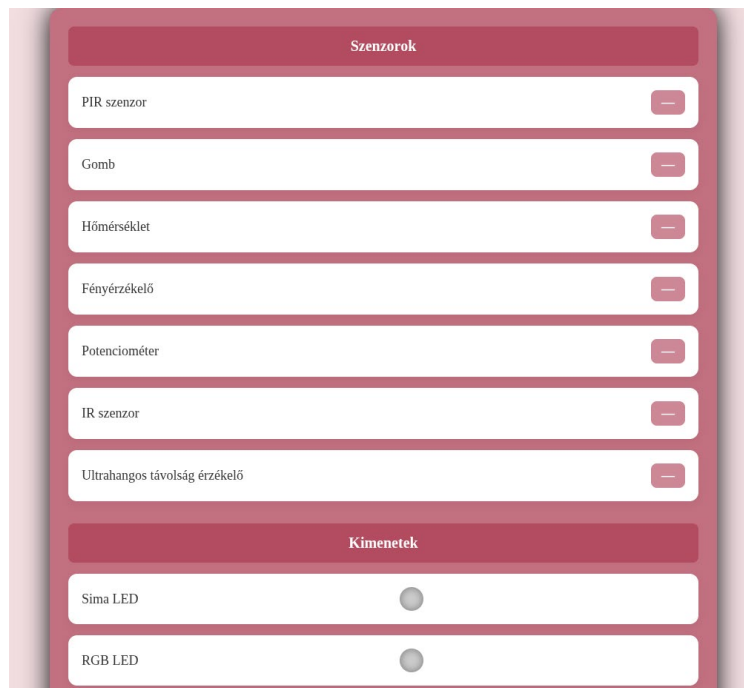 Szenzorok
PIR szenzor —
Gomb —
Hőmérséklet —
Fényérzékelő —
Potenciométer —
IR szenzor —
Ultrahangos távolság érzékelő —
Kimenetek
Sima LED
RGB LED